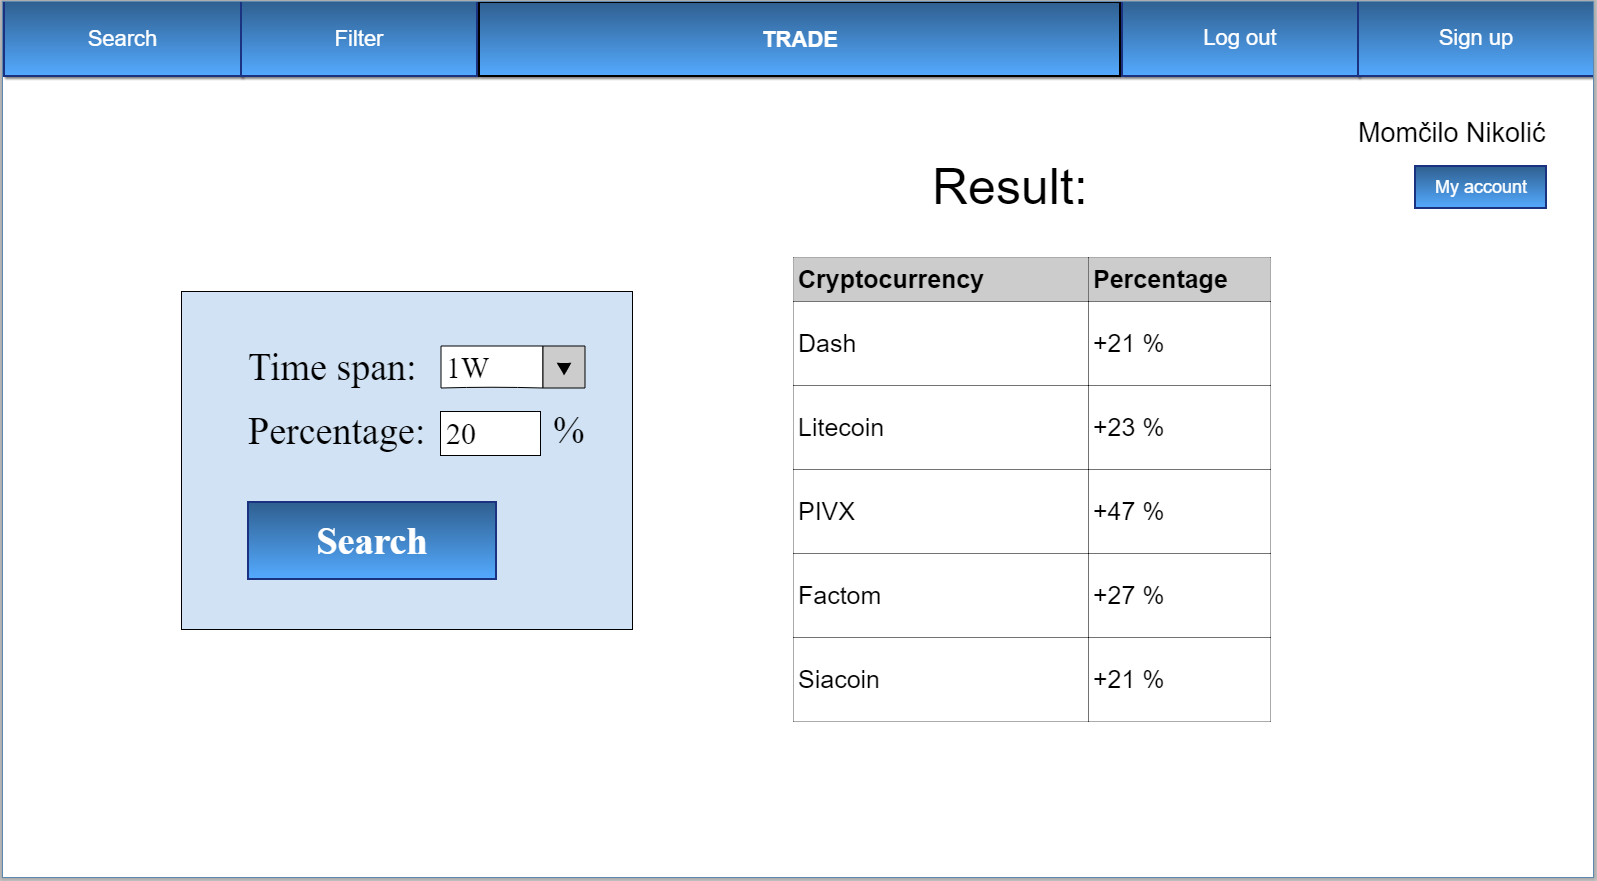 Search Filter TRADE Log out Sign up
Momčilo Nikolić
My account
Result:
Time span: 1W ▼
Percentage: 20 %
Search
Cryptocurrency Percentage
Dash +21 %
Litecoin +23 %
PIVX +47 %
Factom +27 %
Siacoin +21 %